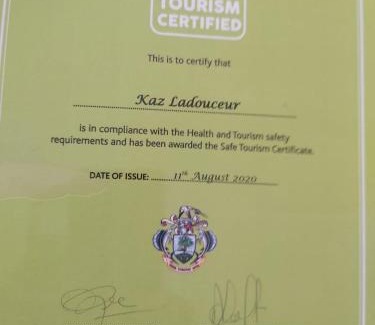 TOURISM
CERTIFIED
This is to certify that
Kaz Ladouceur
is in compliance with the Health and Tourism safety
requirements and has been awarded the Safe Tourism Certificate.
DATE OF ISSUE: 11th August 2020